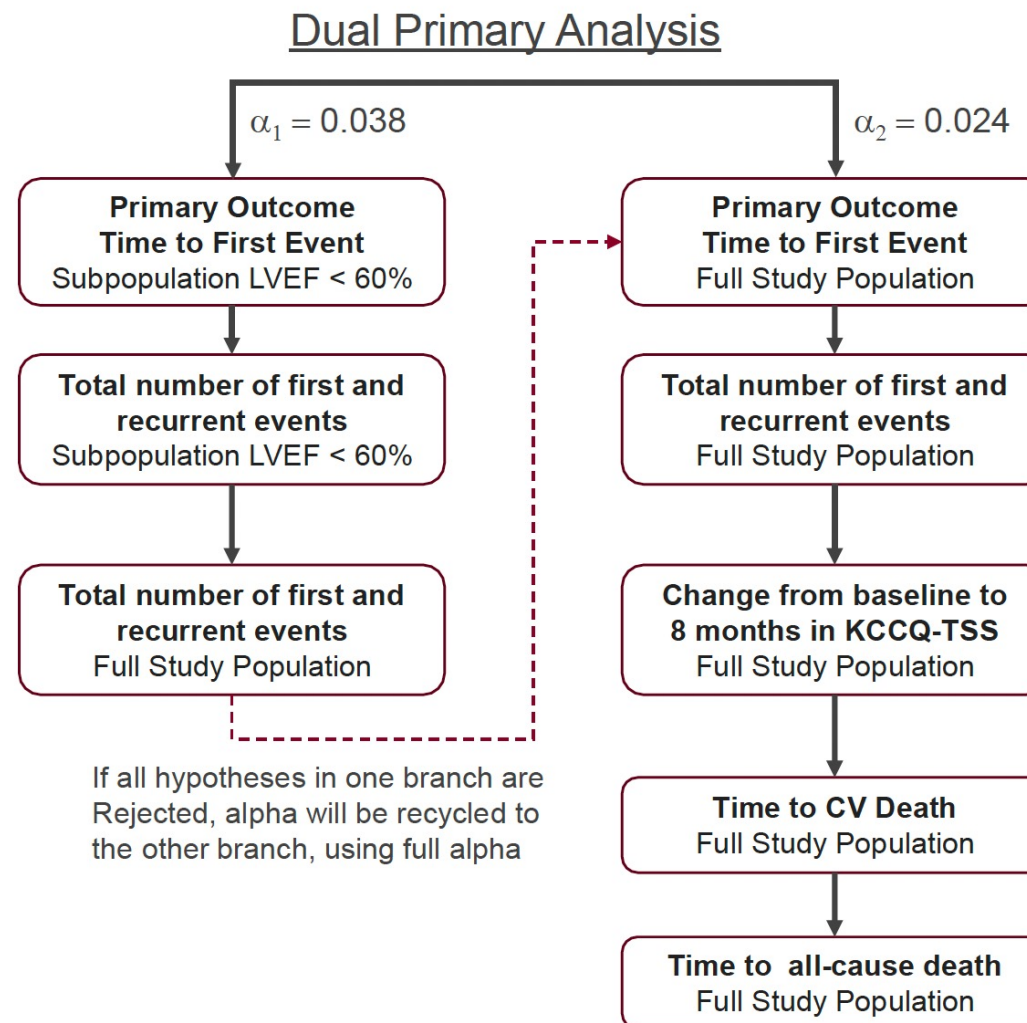 Dual Primary Analysis
α1 = 0.038
α2 = 0.024
Primary Outcome
Time to First Event
Subpopulation LVEF < 60%
Total number of first and
recurrent events
Subpopulation LVEF < 60%
Total number of first and
recurrent events
Full Study Population
If all hypotheses in one branch are
Rejected, alpha will be recycled to
the other branch, using full alpha
Primary Outcome
Time to First Event
Full Study Population
Total number of first and
recurrent events
Full Study Population
Change from baseline to
8 months in KCCQ-TSS
Full Study Population
Time to CV Death
Full Study Population
Time to all-cause death
Full Study Population